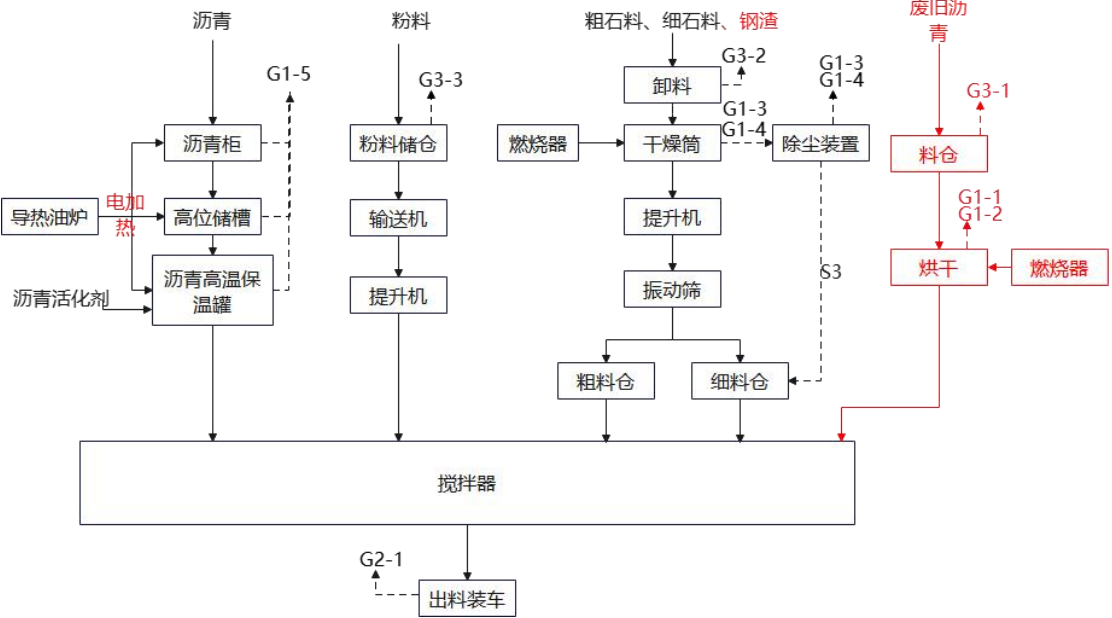 沥青
粉料
粗石料、细石料、钢渣
废旧沥
青
G1-5
G3-3
G3-2
G1-3
G1-4
G3-1
卸料
G1-3
G1-4
沥青柜
粉料储仓
燃烧器
干燥筒
除尘装置
料仓
导热油炉
电加
热
高位储槽
输送机
提升机
G1-1
G1-2
沥青活化剂
沥青高温保
温罐
提升机
振动筛
S3
烘干
燃烧器
粗料仓
细料仓
搅拌器
G2-1
出料装车